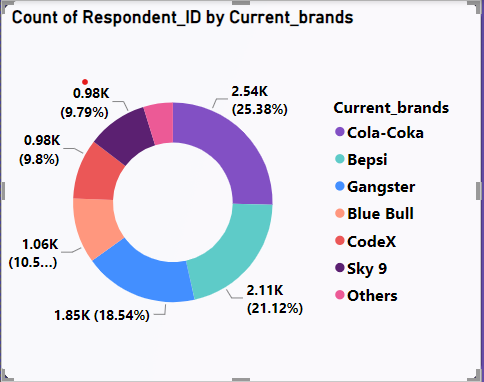 Count of Respondent_ID by Current_brands
0.98K
(9.79%)
2.54K
(25.38%)
0.98K
(9.8%)
1.06K
(10.5...)
1.85K (18.54%)
2.11K
(21.12%)
Current_brands
Cola-Coka
Bepsi
Gangster
Blue Bull
CodeX
Sky 9
Others